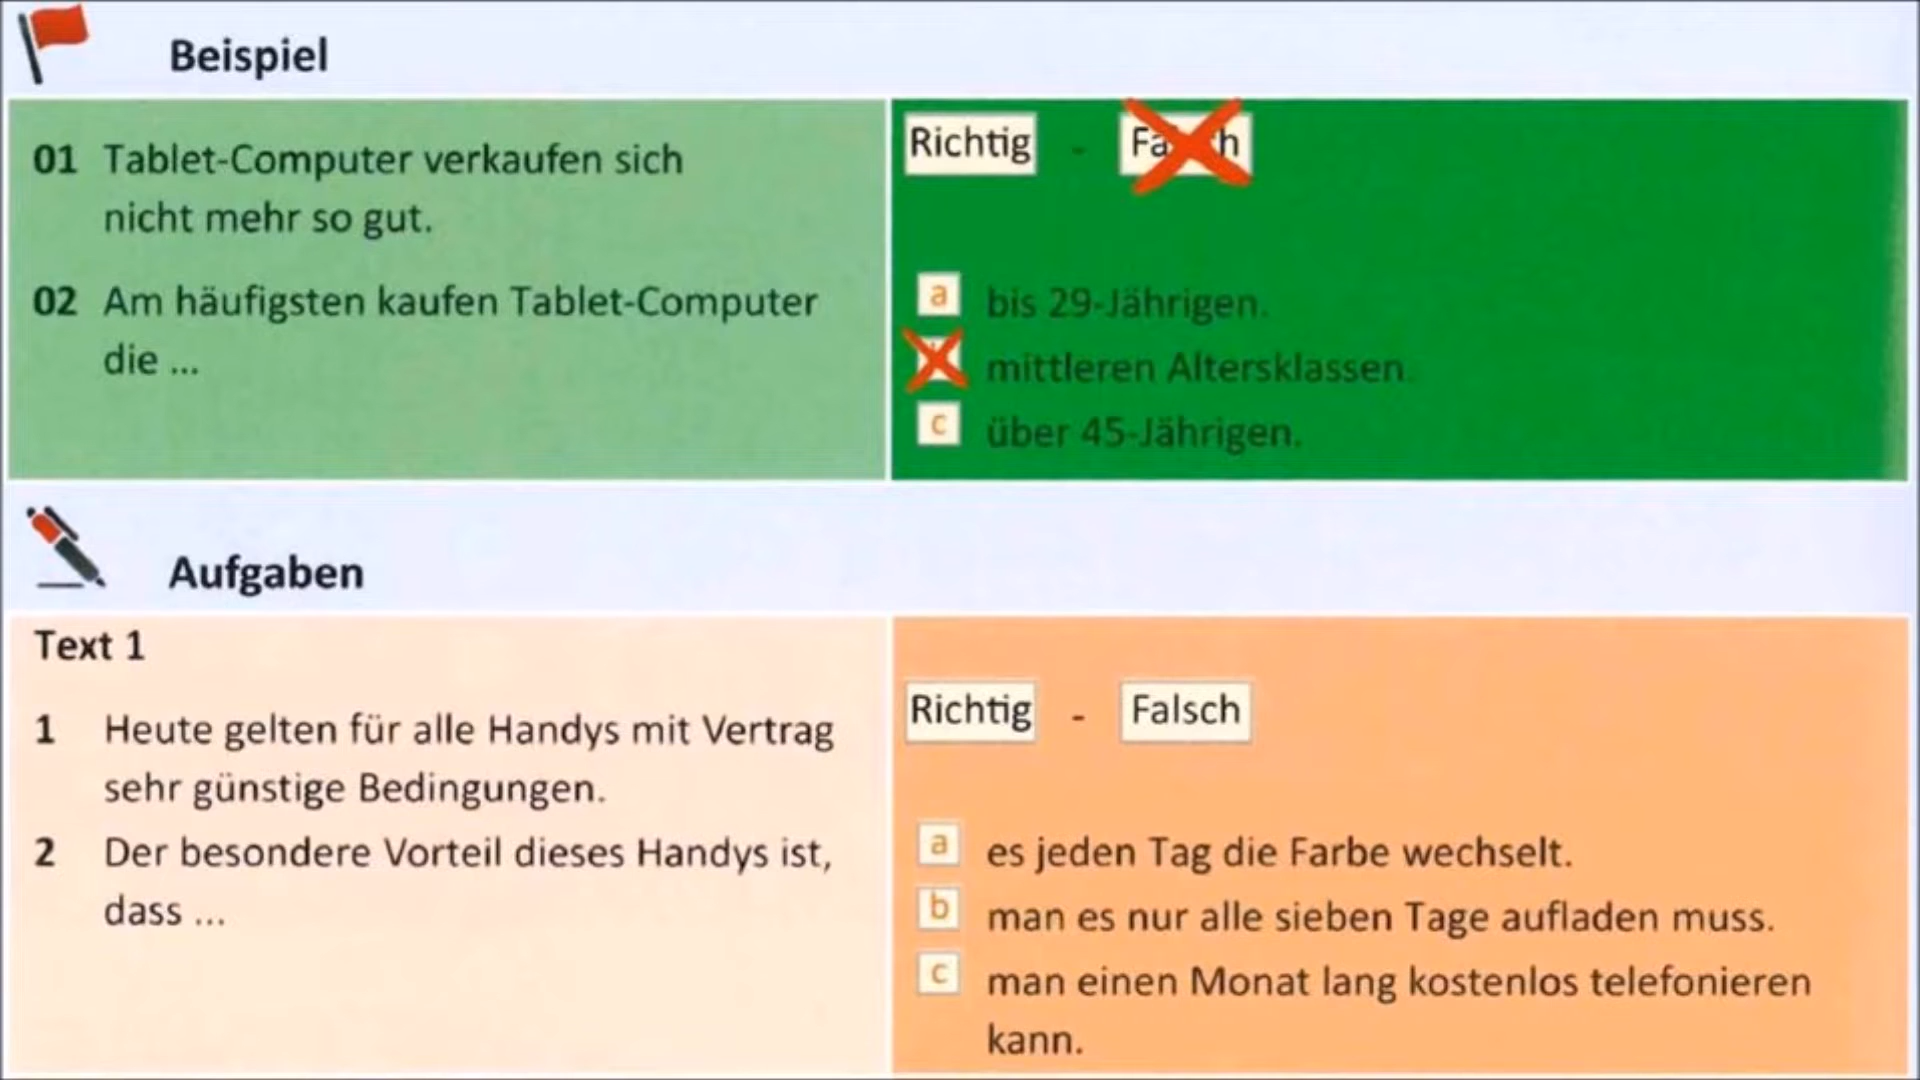 Beispiel
01 Tablet-Computer verkaufen sich
nicht mehr so gut.
Richtig - Falsch
02 Am häufigsten kaufen Tablet-Computer
die ...
a bis 29-Jährigen.
mittleren Altersklassen.
c über 45-Jährigen.
Aufgaben
Text 1
1 Heute gelten für alle Handys mit Vertrag
sehr günstige Bedingungen.
Richtig - Falsch
2 Der besondere Vorteil dieses Handys ist,
dass ...
a es jeden Tag die Farbe wechselt.
b man es nur alle sieben Tage aufladen muss.
c man einen Monat lang kostenlos telefonieren
kann.